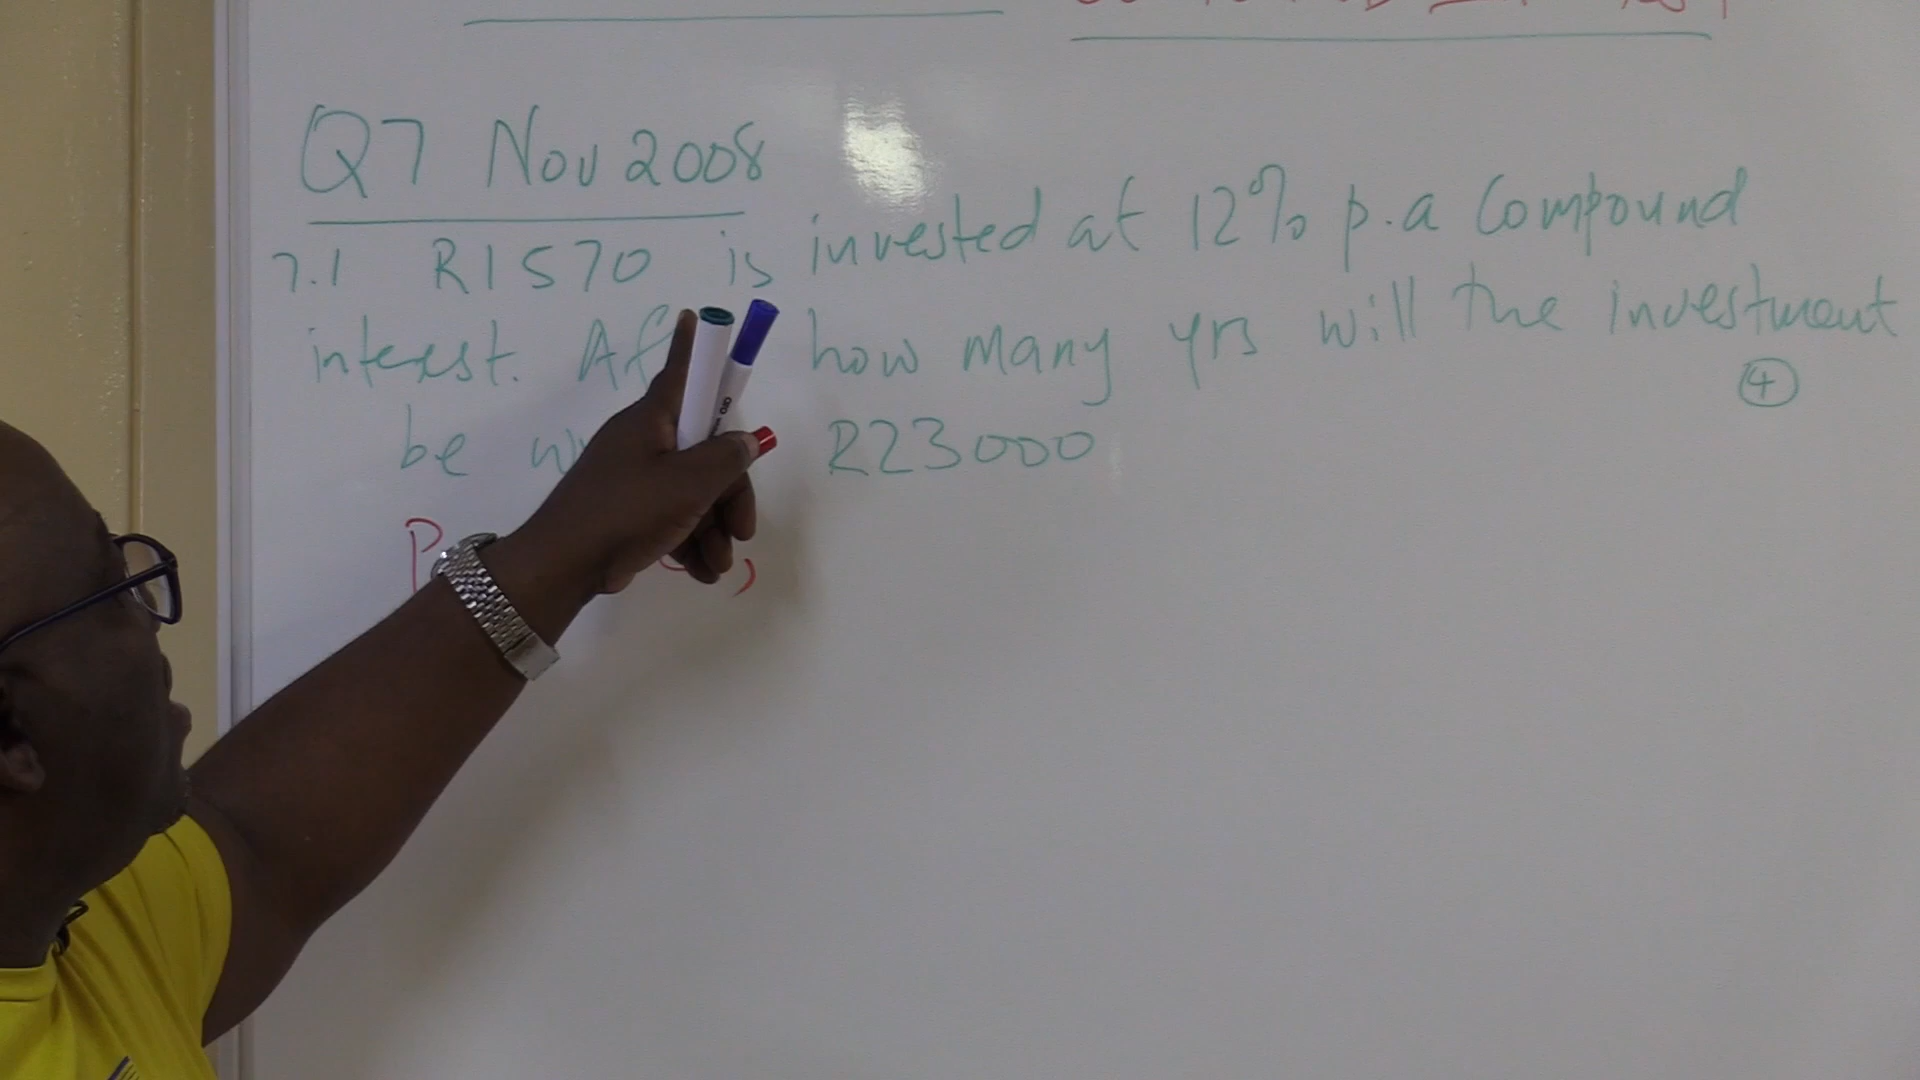 Q7 Nov 2008
7.1 R1570 is invested at 12% p.a Compound
interest. how many yrs will the investment
④
be R23000
P